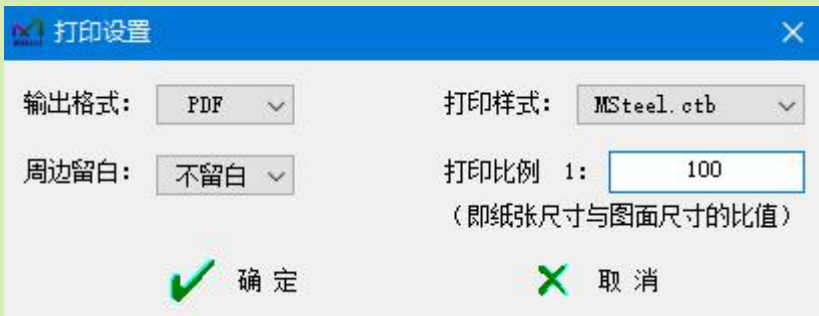 打印设置
输出格式: PDF 打印样式: MSteel.ctb
周边留白: 不留白 打印比例 1: 100
(即纸张尺寸与图面尺寸的比值)
确定 取消